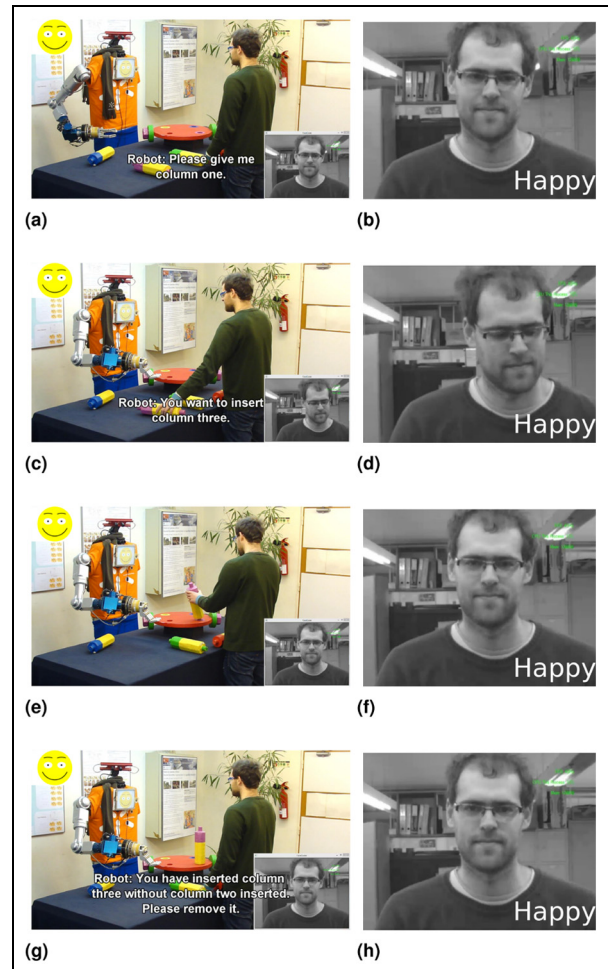 Robot: Please give me
column one.
Happy
(a)
(b)
Robot: You want to insert
column three.
Happy
(c)
(d)
Happy
(e)
(f)
Robot: You have inserted column
three without column two inserted.
Please remove it.
Happy
(g)
(h)